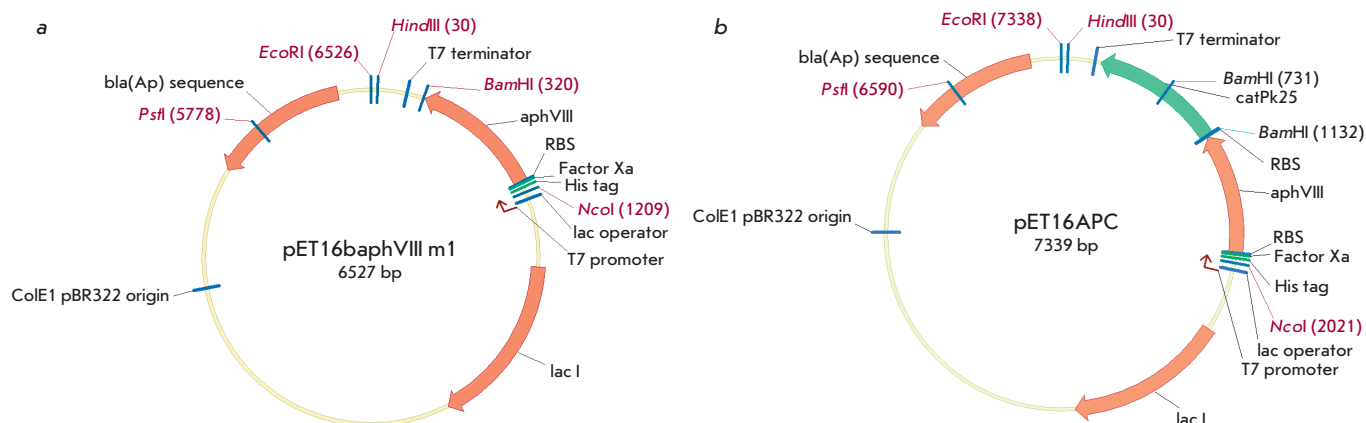 a
EcoRI (6526)
HindIII (30)
T7 terminator
bla(Ap) sequence
BamHI (320)
PstI (5778)
aphVIII
RBS
Factor Xa
His tag
NcoI (1209)
lac operator
pET16baphVIII m1
T7 promoter
6527 bp
ColE1 pBR322 origin
lac I
b
EcoRI (7338)
HindIII (30)
T7 terminator
bla(Ap) sequence
BamHI (731)
PstI (6590)
catPk25
BamHI (1132)
RBS
aphVIII
ColE1 pBR322 origin
pET16APC
7339 bp
RBS
Factor Xa
His tag
NcoI (2021)
lac operator
T7 promoter
lac I